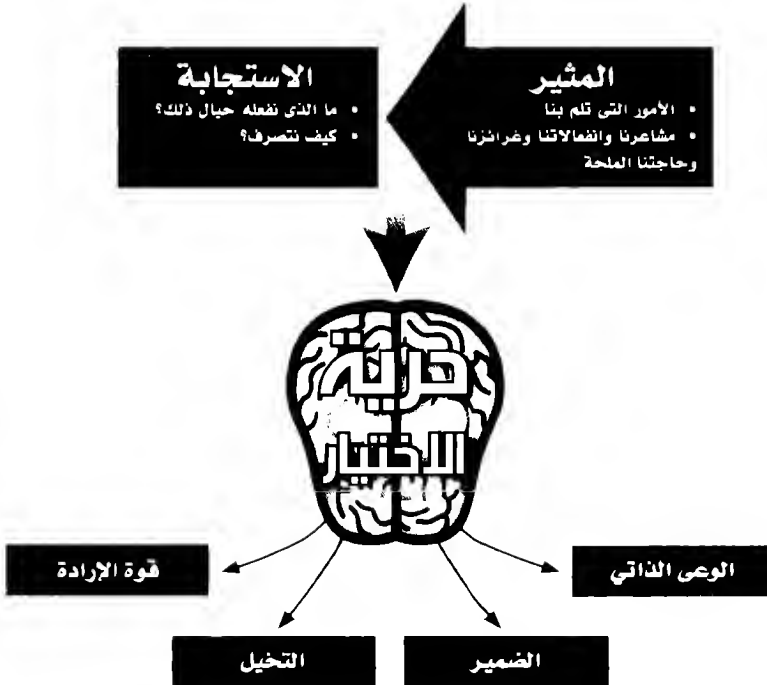 المثير
• الأمور التى تلم بنا
• مشاعرنا وانفعالاتنا وغرائزنا
وحاجتنا الملحة
الاستجابة
• ما الذى نفعله حيال ذلك؟
• كيف نتصرف؟
حرية
الاختيار
الوعى الذاتي
الضمير
التخيل
قوة الإرادة